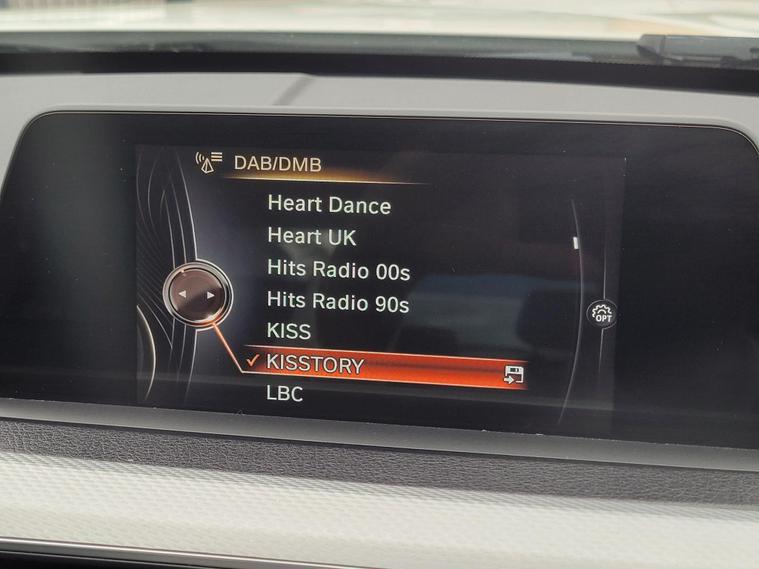 DAB/DMB
Heart Dance
Heart UK
Hits Radio 00s
Hits Radio 90s
KISS
KISSTORY
LBC
OPT